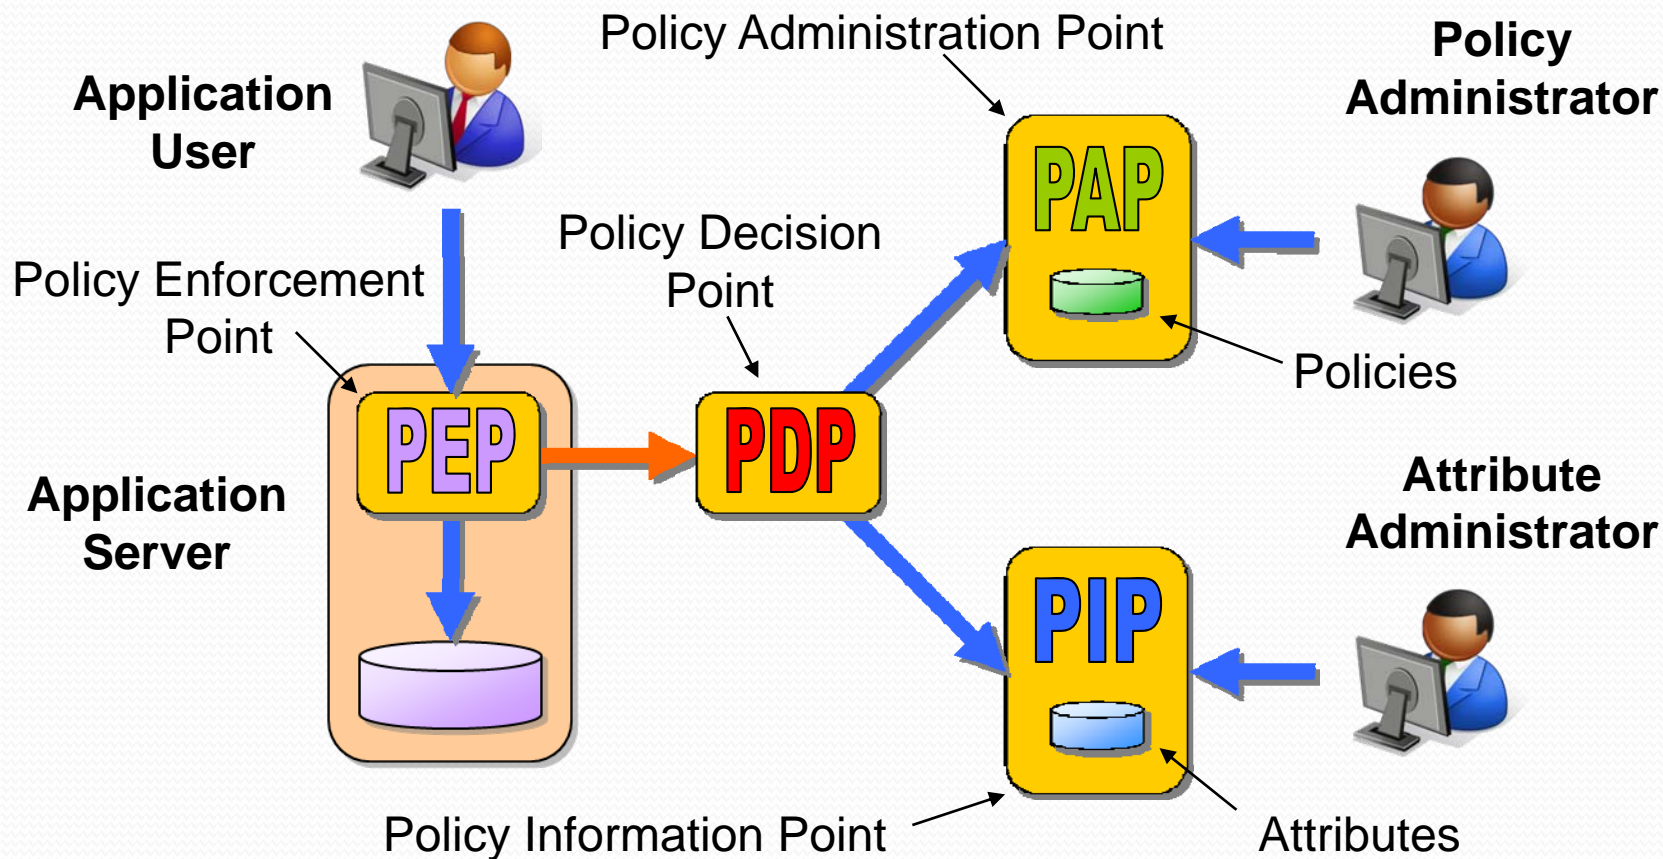 Policy Administration Point
Policy
Administrator
Application
User
PAP
Policy Decision
Point
Policy Enforcement
Point
Policies
PEP
PDP
Application
Server
Attribute
Administrator
PIP
Policy Information Point
Attributes